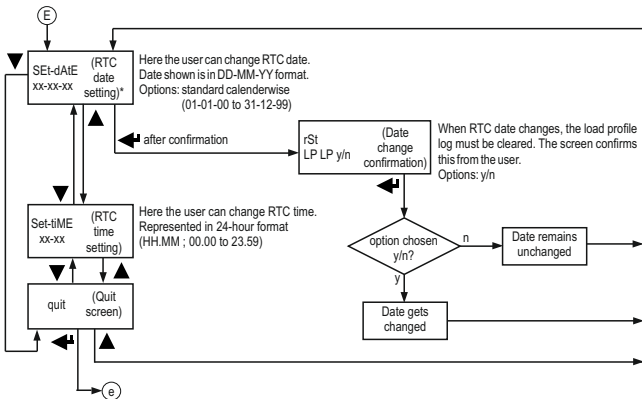 E
SEt-dAtE (RTC
xx-xx-xx date
setting)*
Here the user can change RTC date.
Date shown is in DD-MM-YY format.
Options: standard calenderwise
(01-01-00 to 31-12-99)
after confirmation
rSt (Date
LP LP y/n change
confirmation)
When RTC date changes, the load profile
log must be cleared. The screen confirms
this from the user.
Options: y/n
Set-tiME (RTC
xx-xx time
setting)
Here the user can change RTC time.
Represented in 24-hour format
(HH.MM ; 00.00 to 23.59)
option chosen
y/n?
n
y
Date remains
unchanged
quit (Quit
screen)
Date gets
changed
e